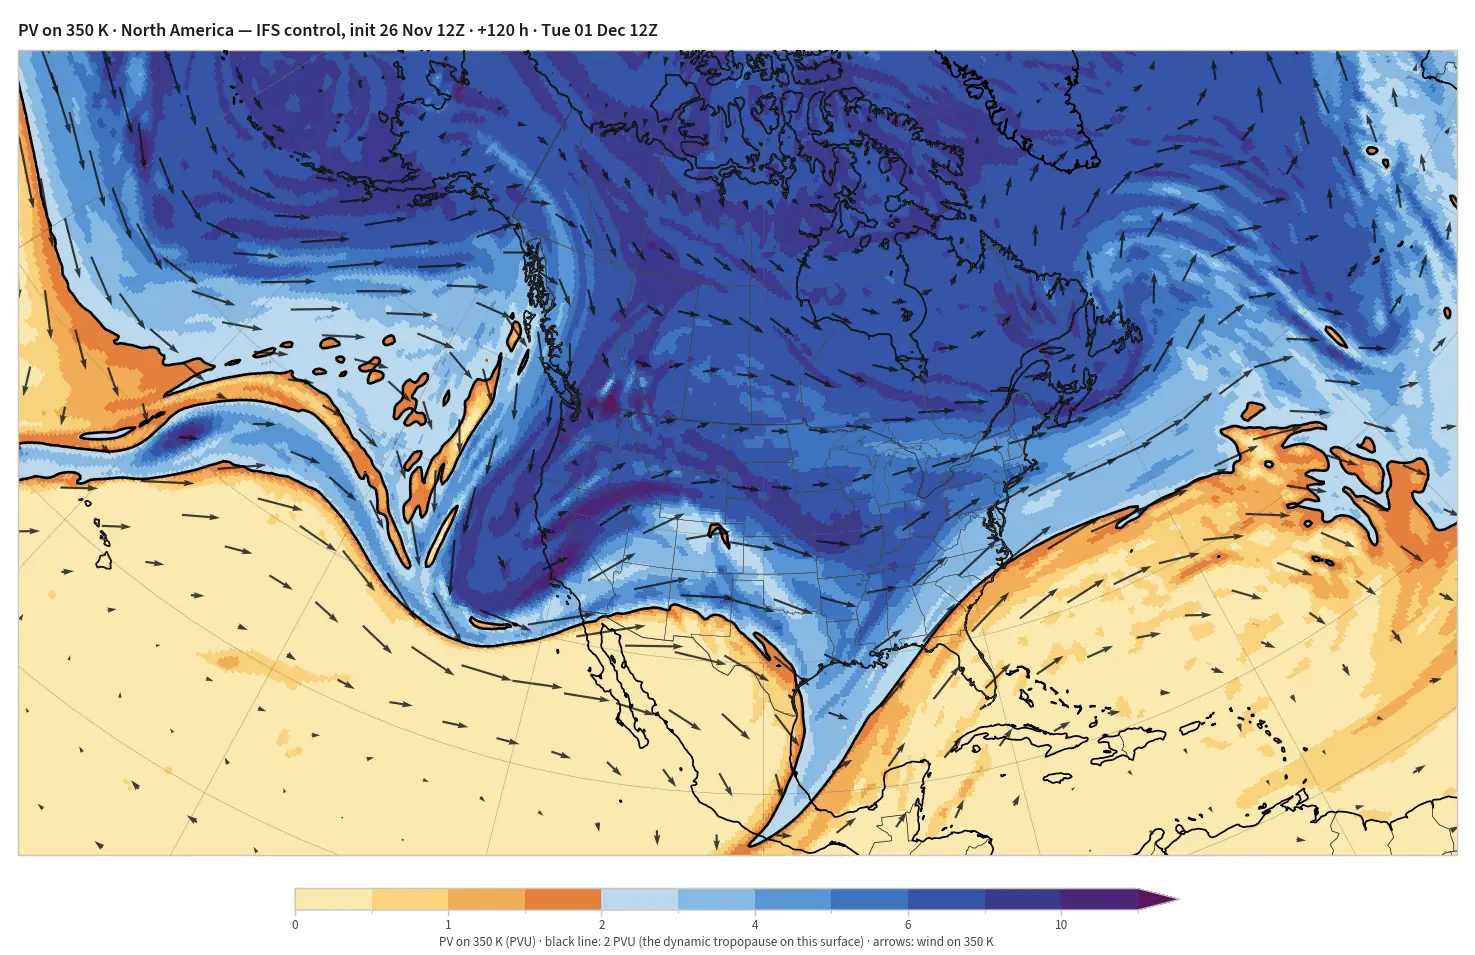 PV on 350 K · North America — IFS control, init 26 Nov 12Z · +120 h · Tue 01 Dec 12Z
0 1 2 4 6 10
PV on 350 K (PVU) · black line: 2 PVU (the dynamic tropopause on this surface) · arrows: wind on 350 K